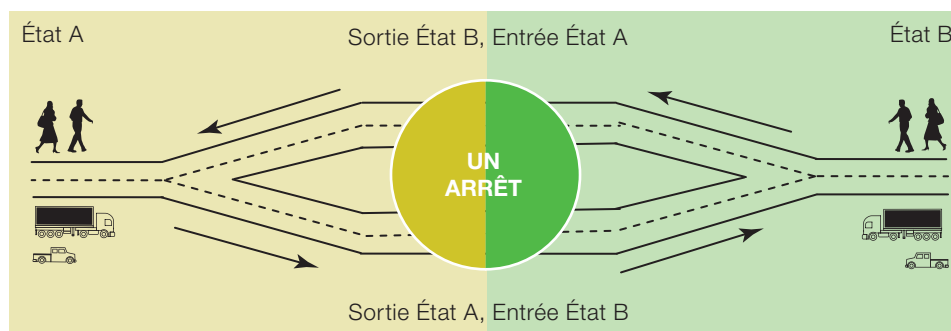 État A
Sortie État B, Entrée État A
État B
UN
ARRÊT
Sortie État A, Entrée État B